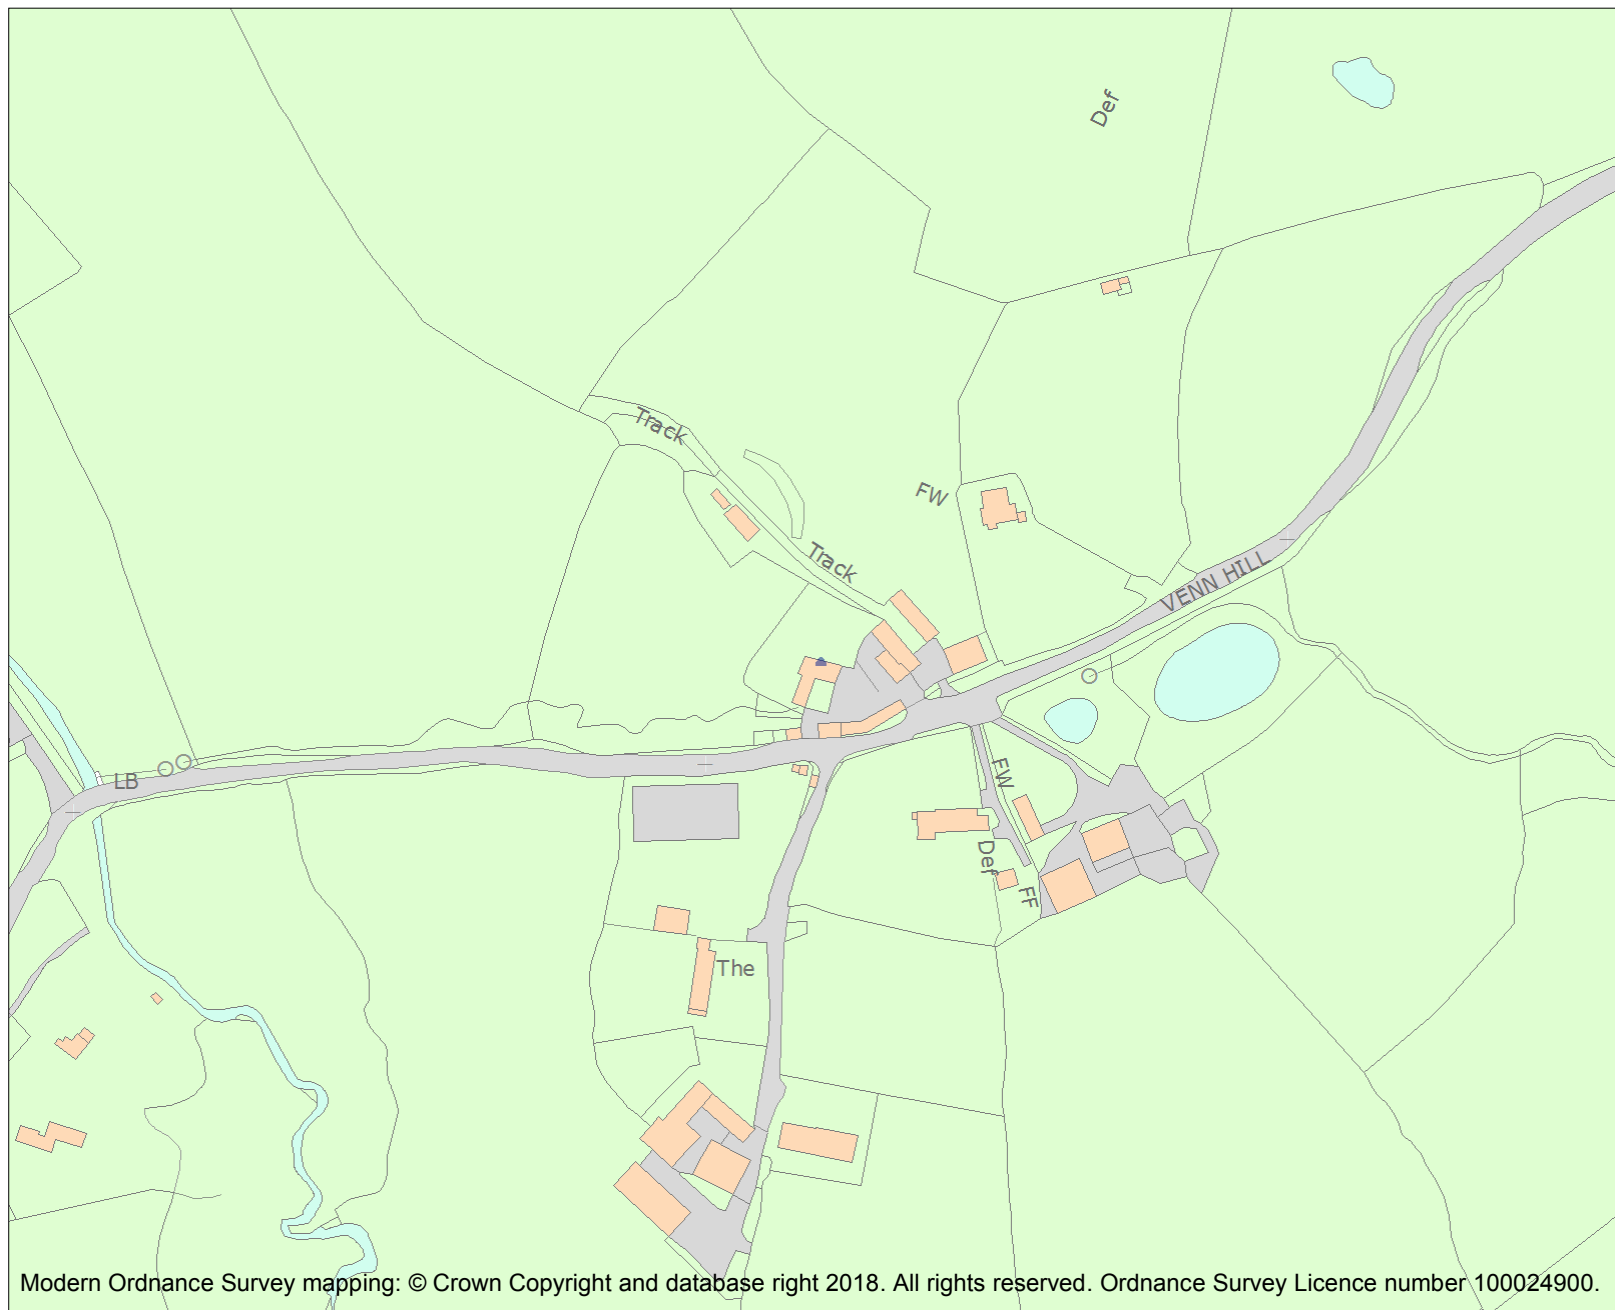 Def
Track
FW
Track
VENN HILL
LB
FW
Def
FF
The
Modern Ordnance Survey mapping: © Crown Copyright and database right 2018. All rights reserved. Ordnance Survey Licence number 100024900.